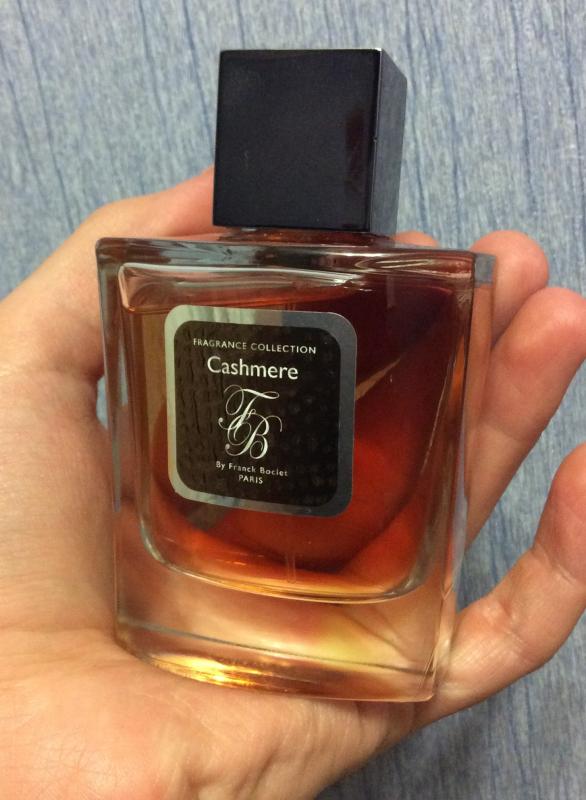 FRAGRANCE COLLECTION
Cashmere
FB
By Franck Boclet
PARIS